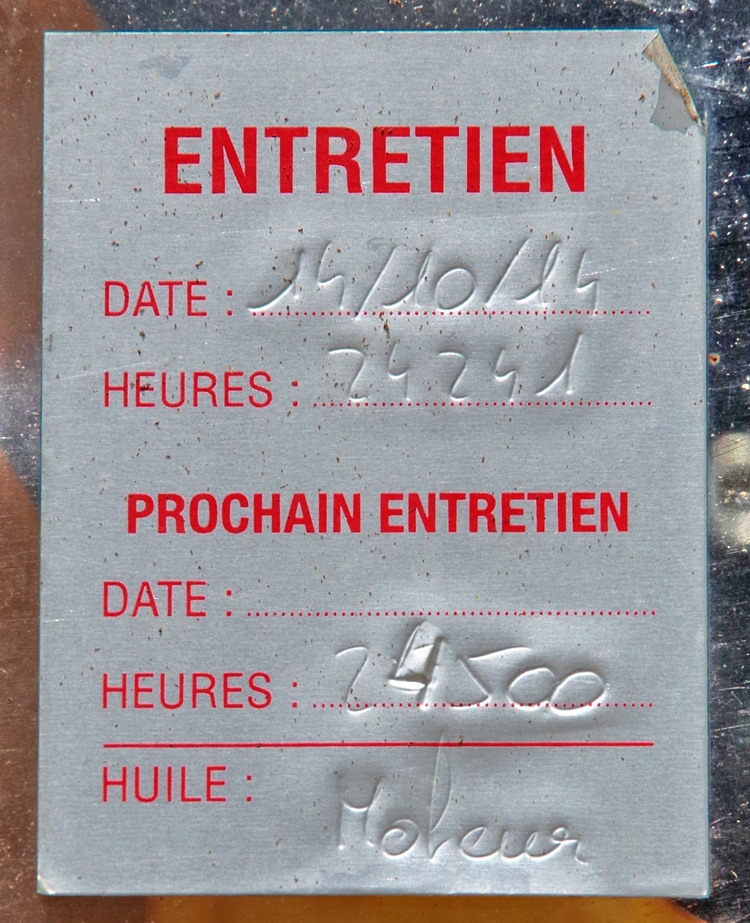 ENTRETIEN
DATE : 14/10/14
HEURES : 24241
PROCHAIN ENTRETIEN
DATE :
HEURES : 24500
HUILE : Moteur